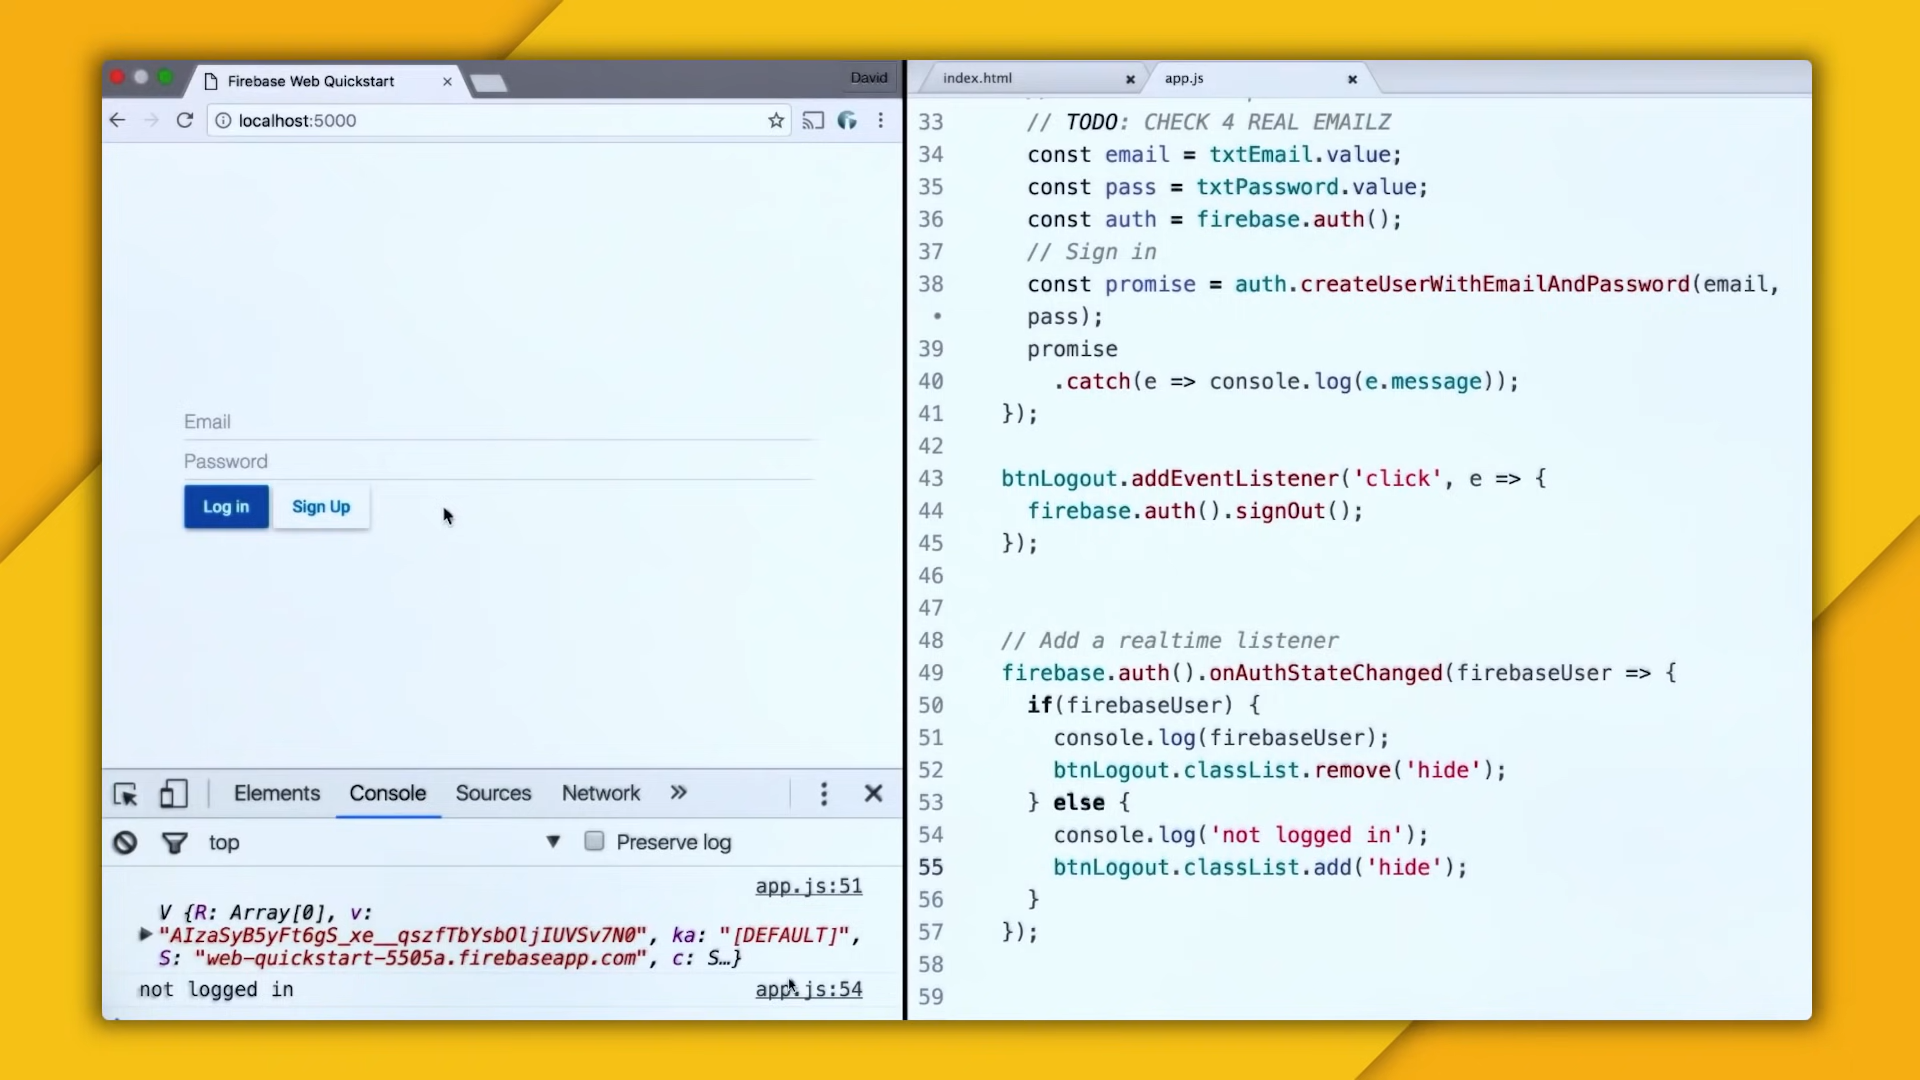 Firebase Web Quickstart
David
localhost:5000
Email
Password
Log in
Sign Up
Elements
Console
Sources
Network
top
Preserve log
app.js:51
V {R: Array[0], v:
"AIzaSyB5yFt6gS_xe__qszfTbYsbOljIUVSv7N0", ka: "[DEFAULT]",
S: "web-quickstart-5505a.firebaseapp.com", c: S…}
not logged in
app.js:54
index.html
app.js
33 // TODO: CHECK 4 REAL EMAILZ
34 const email = txtEmail.value;
35 const pass = txtPassword.value;
36 const auth = firebase.auth();
37 // Sign in
38 const promise = auth.createUserWithEmailAndPassword(email,
• pass);
39 promise
40 .catch(e => console.log(e.message));
41 });
42
43 btnLogout.addEventListener('click', e => {
44 firebase.auth().signOut();
45 });
46
47
48 // Add a realtime listener
49 firebase.auth().onAuthStateChanged(firebaseUser => {
50 if(firebaseUser) {
51 console.log(firebaseUser);
52 btnLogout.classList.remove('hide');
53 } else {
54 console.log('not logged in');
55 btnLogout.classList.add('hide');
56 }
57 });
58
59